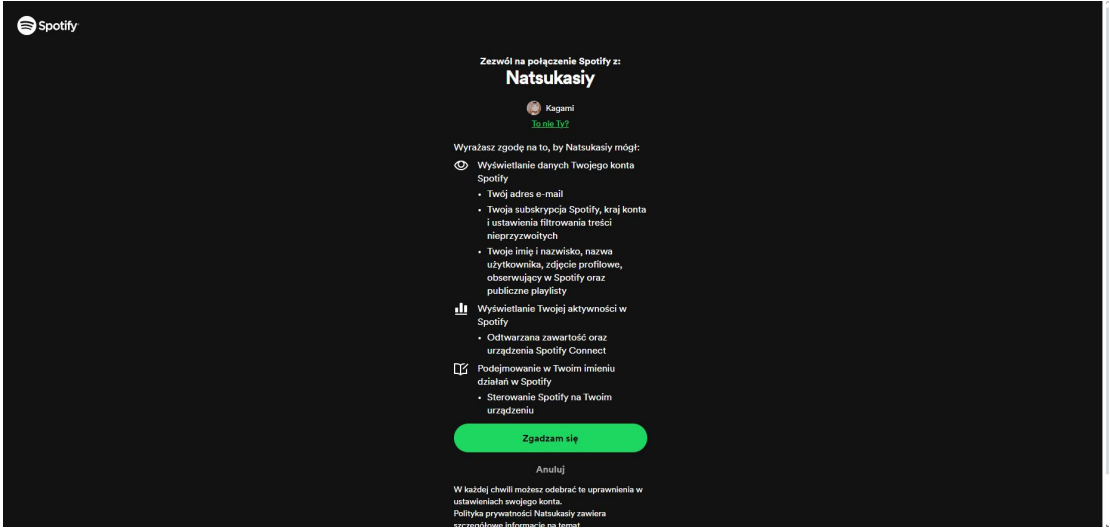 Spotify
Zezwól na połączenie Spotify z:
Natsukasiy
Kagami
To nie Ty?
Wyrażasz zgodę na to, by Natsukasiy mógł:
Wyświetlanie danych Twojego konta
Spotify
• Twój adres e-mail
• Twoja subskrypcja Spotify, kraj konta
i ustawienia filtrowania treści
nieprzyzwoitych
• Twoje imię i nazwisko, nazwa
użytkownika, zdjęcie profilowe,
obserwujący w Spotify oraz
publiczne playlisty
Wyświetlanie Twojej aktywności w
Spotify
• Odtwarzana zawartość oraz
urządzenia Spotify Connect
Podejmowanie w Twoim imieniu
działań w Spotify
• Sterowanie Spotify na Twoim
urządzeniu
Zgadzam się
Anuluj
W każdej chwili możesz odebrać te uprawnienia w
ustawieniach swojego konta.
Polityka prywatności Natsukasiy zawiera
szczegółowe informacje na temat